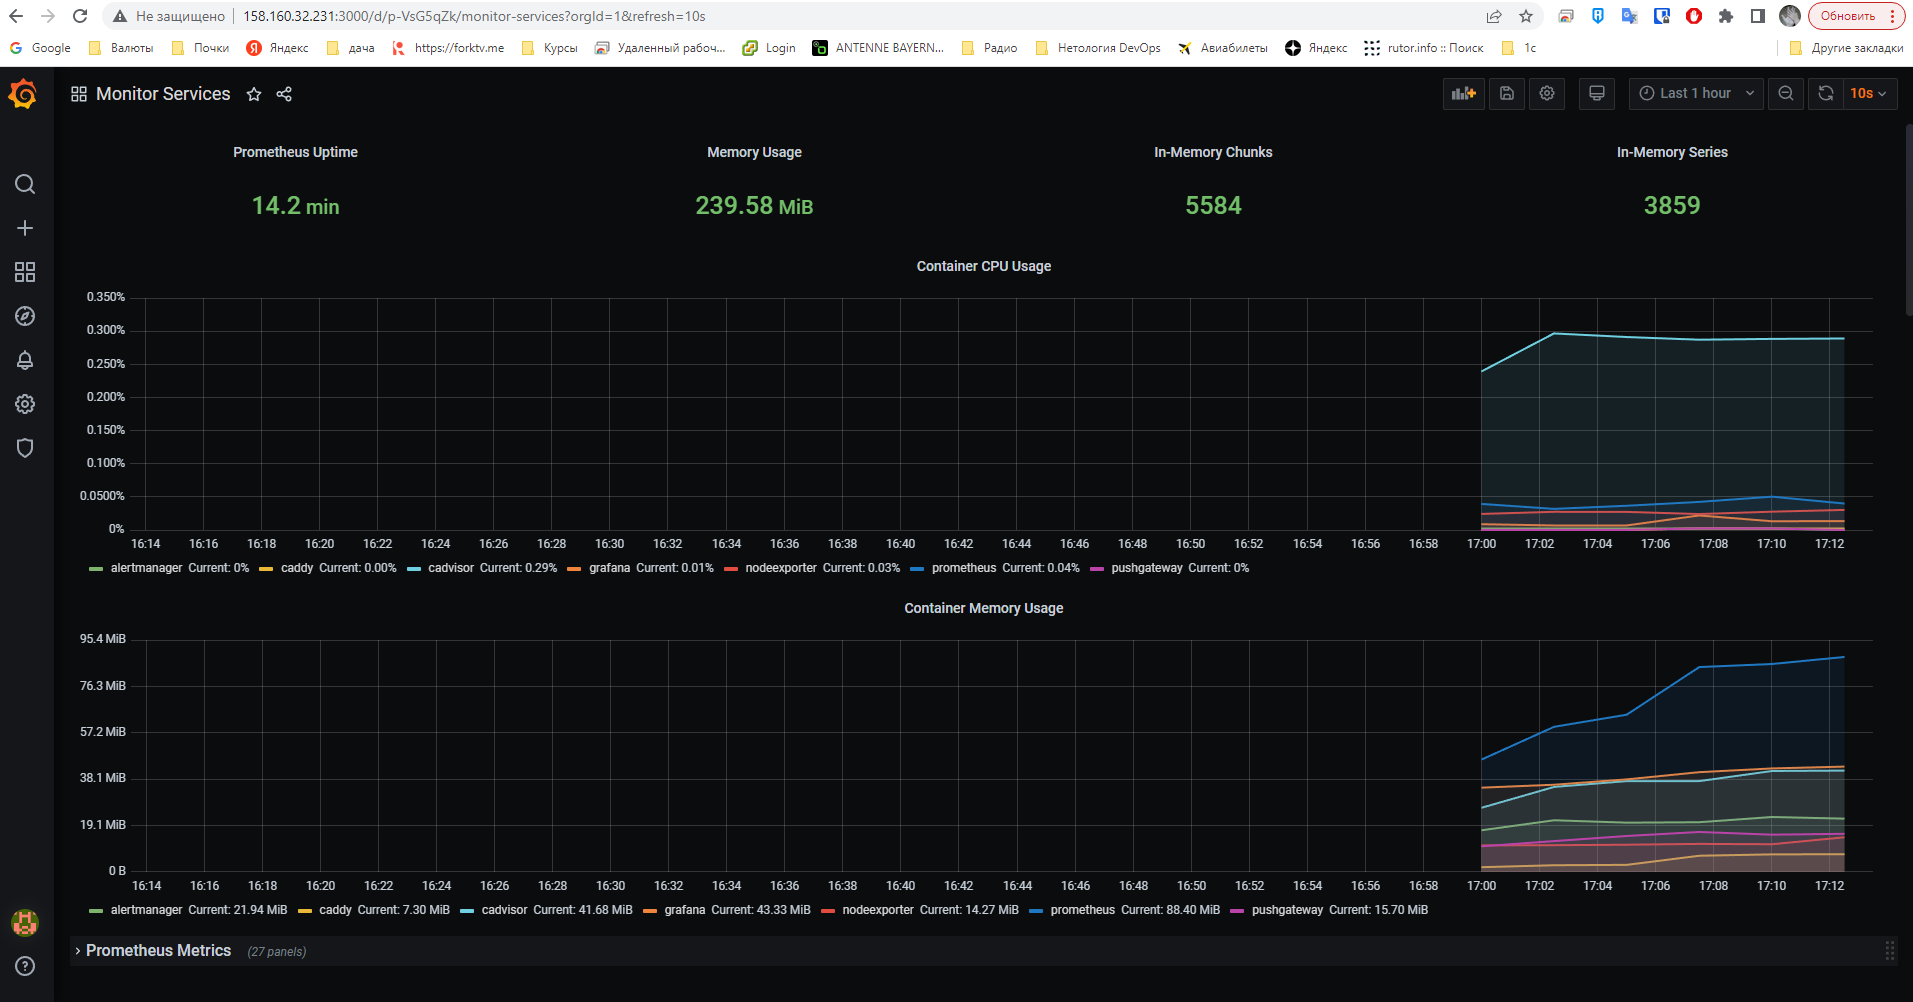 Не защищено 158.160.32.231:3000/d/p-VsG5qZk/monitor-services?orgId=1&refresh=10s Обновить
Google Валюты Почки Яндекс дача https://forktv.me Курсы Удаленный рабоч... Login ANTENNE BAYERN... Радио Нетология DevOps Авиабилеты Яндекс rutor.info :: Поиск 1c Другие закладки
Monitor Services Last 1 hour 10s
Prometheus Uptime Memory Usage In-Memory Chunks In-Memory Series
14.2 min 239.58 MiB 5584 3859
Container CPU Usage
0.350%
0.300%
0.250%
0.200%
0.150%
0.100%
0.0500%
0%
16:14 16:16 16:18 16:20 16:22 16:24 16:26 16:28 16:30 16:32 16:34 16:36 16:38 16:40 16:42 16:44 16:46 16:48 16:50 16:52 16:54 16:56 16:58 17:00 17:02 17:04 17:06 17:08 17:10 17:12
alertmanager Current: 0% caddy Current: 0.00% cadvisor Current: 0.29% grafana Current: 0.01% nodeexporter Current: 0.03% prometheus Current: 0.04% pushgateway Current: 0%
Container Memory Usage
95.4 MiB
76.3 MiB
57.2 MiB
38.1 MiB
19.1 MiB
0 B
16:14 16:16 16:18 16:20 16:22 16:24 16:26 16:28 16:30 16:32 16:34 16:36 16:38 16:40 16:42 16:44 16:46 16:48 16:50 16:52 16:54 16:56 16:58 17:00 17:02 17:04 17:06 17:08 17:10 17:12
alertmanager Current: 21.94 MiB caddy Current: 7.30 MiB cadvisor Current: 41.68 MiB grafana Current: 43.33 MiB nodeexporter Current: 14.27 MiB prometheus Current: 88.40 MiB pushgateway Current: 15.70 MiB
Prometheus Metrics (27 panels)